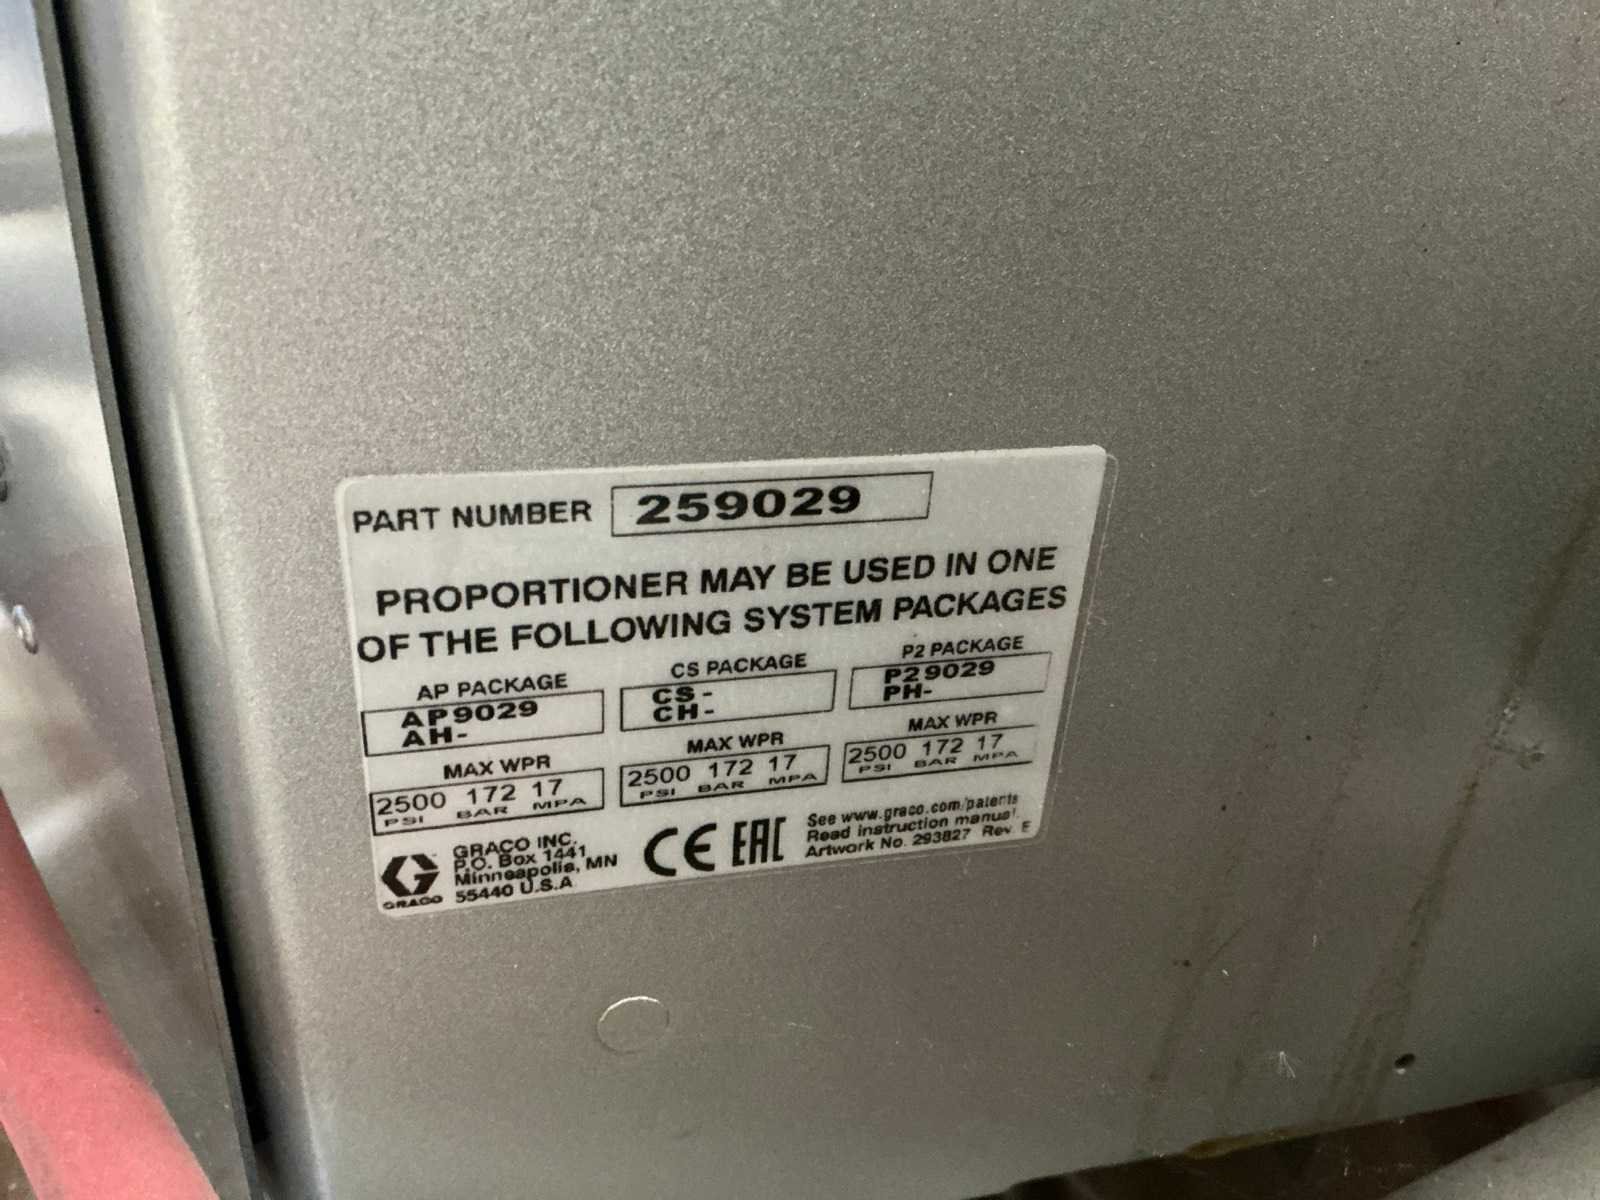 PART NUMBER 259029
PROPORTIONER MAY BE USED IN ONE
OF THE FOLLOWING SYSTEM PACKAGES
AP PACKAGE CS PACKAGE P2 PACKAGE
AP9029 CS- P29029
AH- CH- PH-
MAX WPR MAX WPR MAX WPR
2500 172 17 2500 172 17 2500 172 17
PSI BAR MPA PSI BAR MPA PSI BAR MPA
GRACO
GRACO INC.
P.O. Box 1441
Minneapolis, MN
55440 U.S.A
CE EAC
See www.graco.com/patents
Read instruction manual.
Artwork No. 293827 Rev. E